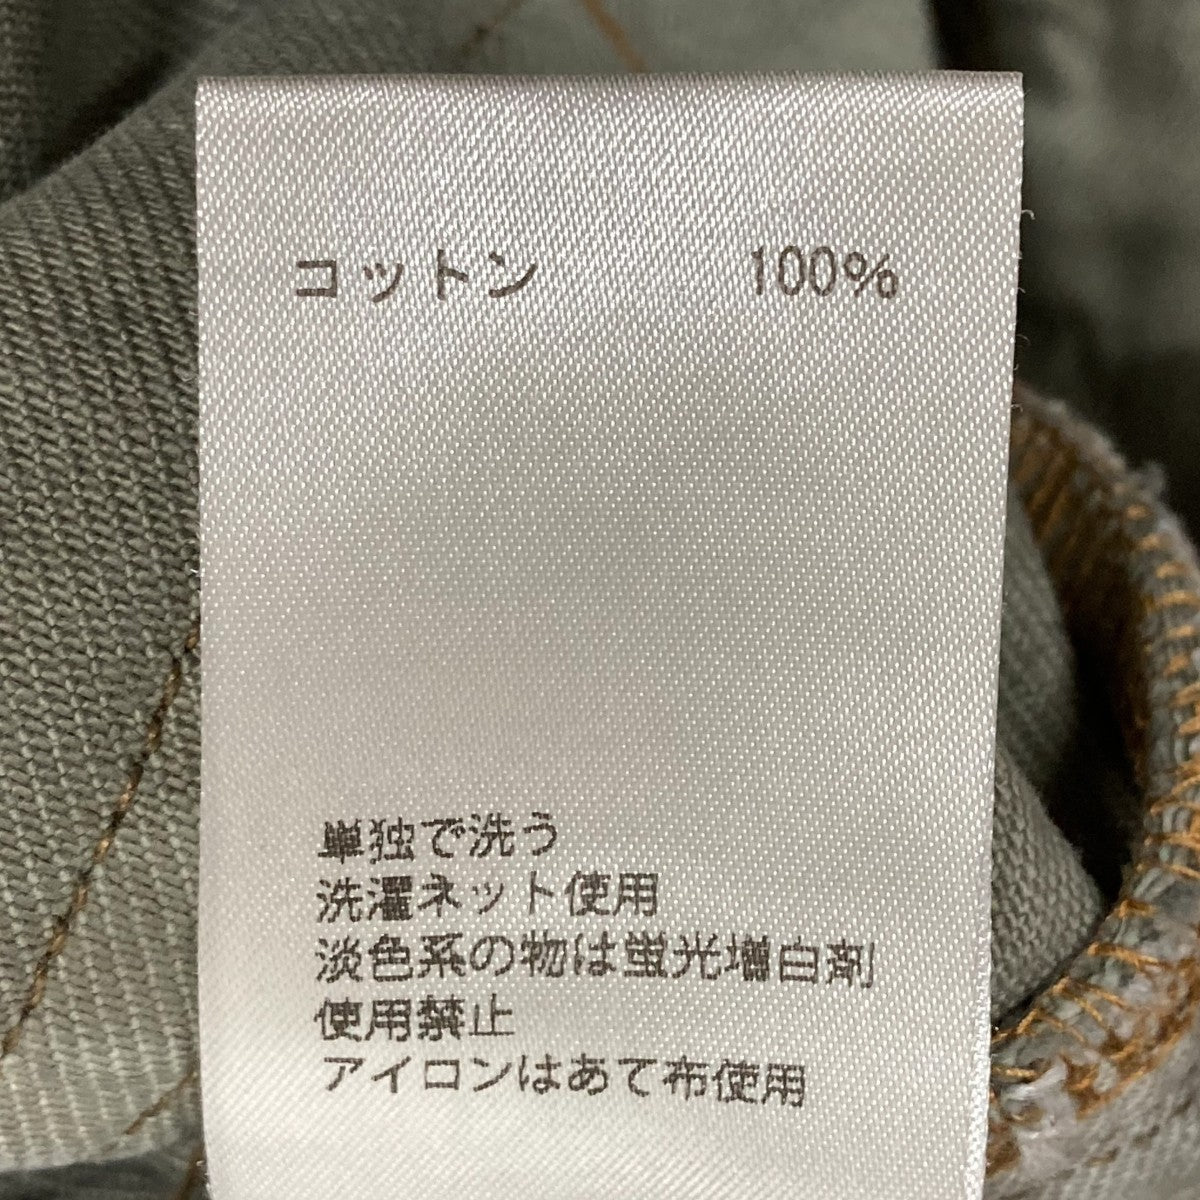 コットン 100%
単独で洗う
洗濯ネット使用
淡色系の物は蛍光増白剤
使用禁止
アイロンはあて布使用